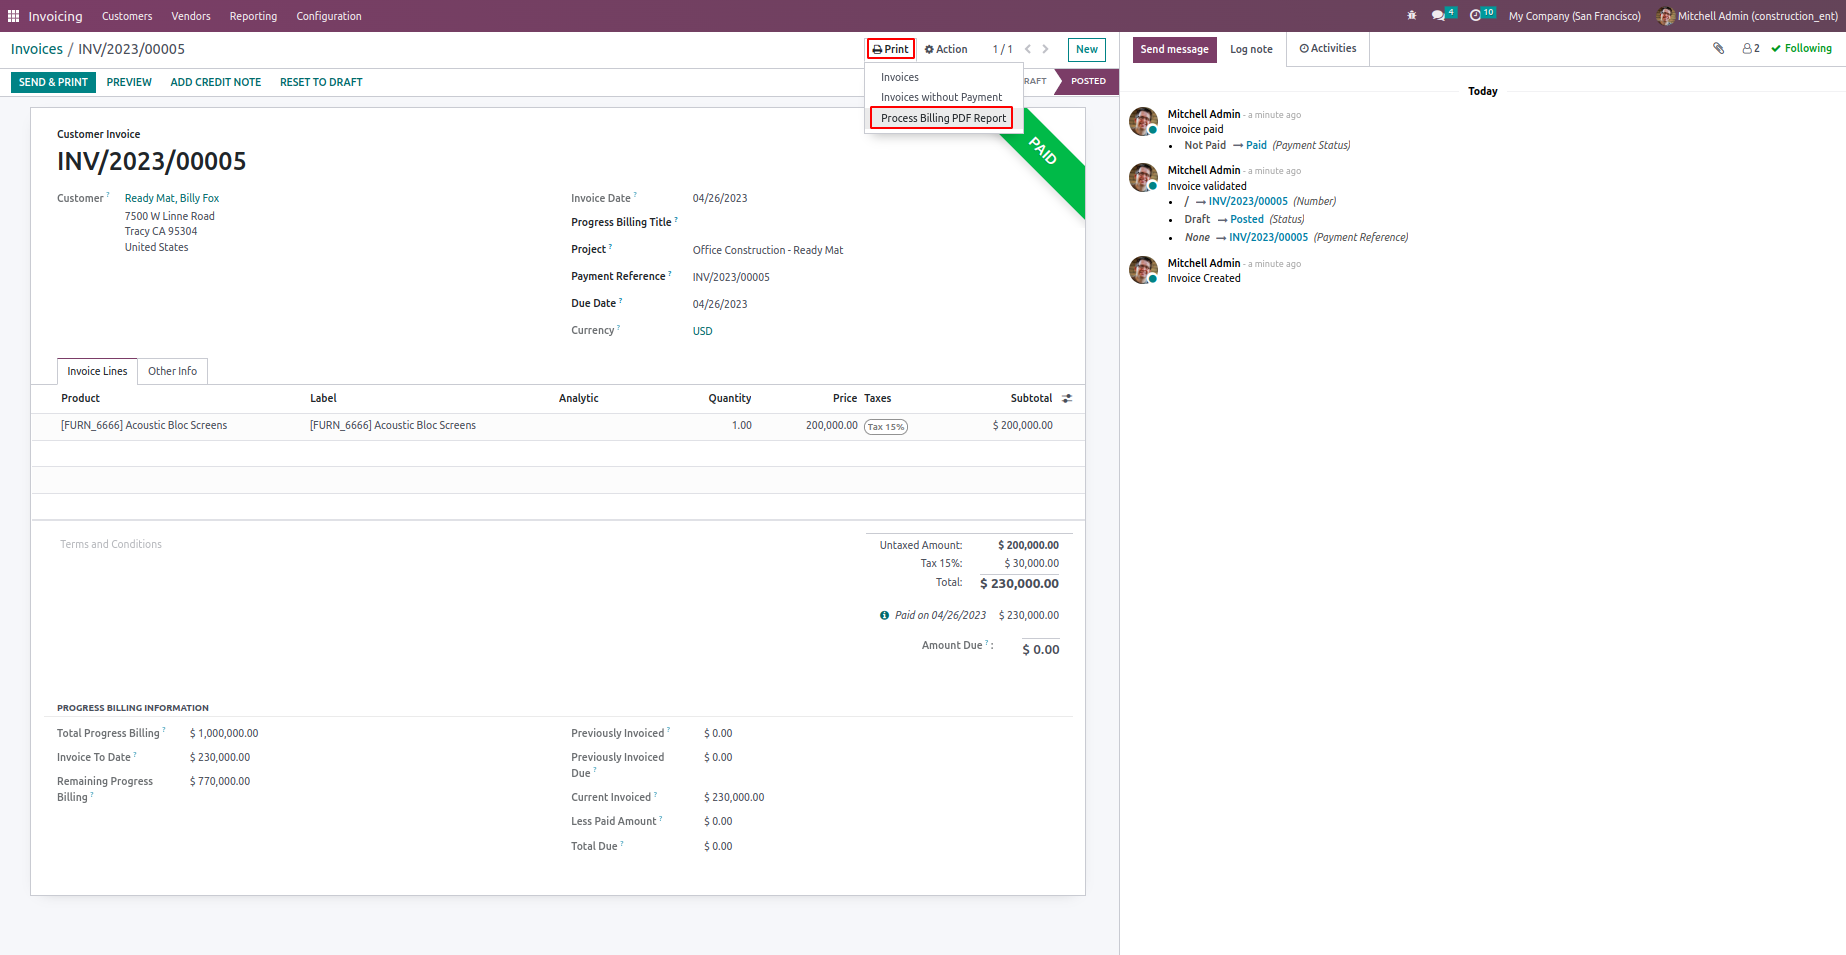 Invoicing Customers Vendors Reporting Configuration 4 10 My Company (San Francisco) Mitchell Admin (construction_ent)
Invoices / INV/2023/00005 Print Action 1 / 1 New
SEND & PRINT PREVIEW ADD CREDIT NOTE RESET TO DRAFT RAFT POSTED
Invoices
Invoices without Payment
Process Billing PDF Report
PAID
Customer Invoice
INV/2023/00005
Customer ? Ready Mat, Billy Fox
7500 W Linne Road
Tracy CA 95304
United States
Invoice Date ? 04/26/2023
Progress Billing Title ?
Project ? Office Construction - Ready Mat
Payment Reference ? INV/2023/00005
Due Date ? 04/26/2023
Currency ? USD
Invoice Lines Other Info
Product Label Analytic Quantity Price Taxes Subtotal
[FURN_6666] Acoustic Bloc Screens [FURN_6666] Acoustic Bloc Screens 1.00 200,000.00 Tax 15% $ 200,000.00
Terms and Conditions
Untaxed Amount: $ 200,000.00
Tax 15%: $ 30,000.00
Total: $ 230,000.00
Paid on 04/26/2023 $ 230,000.00
Amount Due ? : $ 0.00
PROGRESS BILLING INFORMATION
Total Progress Billing ? $ 1,000,000.00
Invoice To Date ? $ 230,000.00
Remaining Progress
Billing ? $ 770,000.00
Previously Invoiced ? $ 0.00
Previously Invoiced
Due ? $ 0.00
Current Invoiced ? $ 230,000.00
Less Paid Amount ? $ 0.00
Total Due ? $ 0.00
Send message Log note Activities 2 Following
Today
Mitchell Admin - a minute ago
Invoice paid
• Not Paid → Paid (Payment Status)
Mitchell Admin - a minute ago
Invoice validated
• / → INV/2023/00005 (Number)
• Draft → Posted (Status)
• None → INV/2023/00005 (Payment Reference)
Mitchell Admin - a minute ago
Invoice Created